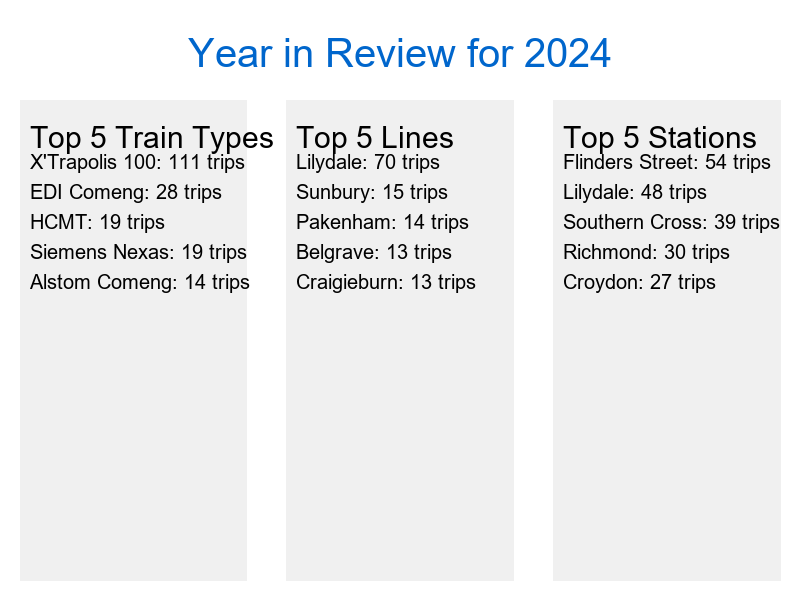 Year in Review for 2024
Top 5 Train Types
X'Trapolis 100: 111 trips
EDI Comeng: 28 trips
HCMT: 19 trips
Siemens Nexas: 19 trips
Alstom Comeng: 14 trips
Top 5 Lines
Lilydale: 70 trips
Sunbury: 15 trips
Pakenham: 14 trips
Belgrave: 13 trips
Craigieburn: 13 trips
Top 5 Stations
Flinders Street: 54 trips
Lilydale: 48 trips
Southern Cross: 39 trips
Richmond: 30 trips
Croydon: 27 trips